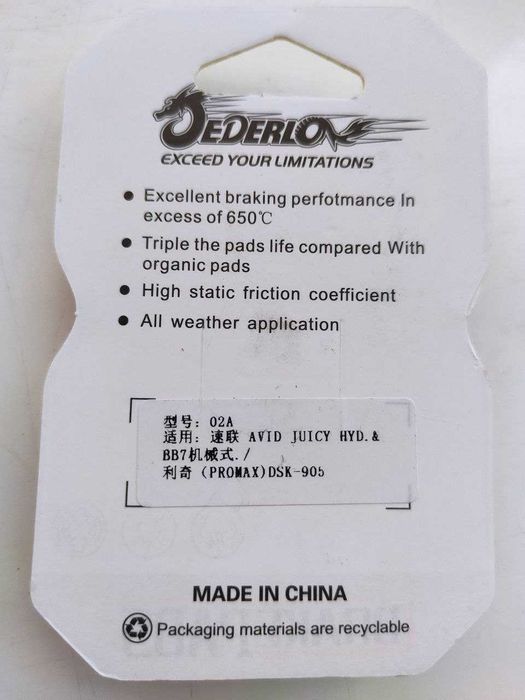 JEDERLO
EXCEED YOUR LIMITATIONS
• Excellent braking perfotmance In
excess of 650℃
• Triple the pads life compared With
organic pads
• High static friction coefficient
• All weather application
型号: 02A
适用: 速联 AVID JUICY HYD.&
BB7机械式./
利奇 (PROMAX)DSK-905
MADE IN CHINA
Packaging materials are recyclable